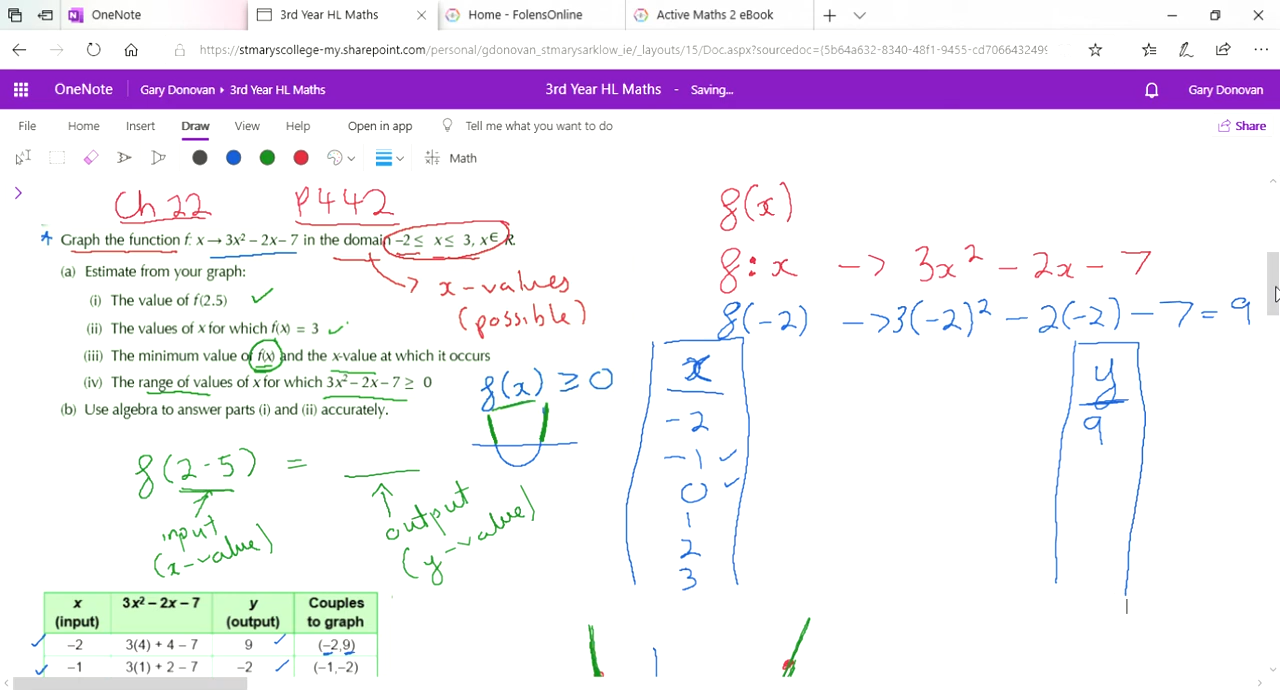 OneNote
3rd Year HL Maths
Home - FolensOnline
Active Maths 2 eBook
https://stmaryscollege-my.sharepoint.com/personal/gdonovan_stmarysarklow_ie/_layouts/15/Doc.aspx?sourcedoc={5b64a632-8340-48f1-9455-cd7066432499
OneNote
Gary Donovan › 3rd Year HL Maths
3rd Year HL Maths - Saving...
Gary Donovan
File Home Insert Draw View Help Open in app Tell me what you want to do
Share
Math
Ch 22 P442
Graph the function f: x → 3x² – 2x – 7 in the domain –2 ≤ x ≤ 3, x ∈ R.
(a) Estimate from your graph:
(i) The value of f(2.5)
(ii) The values of x for which f(x) = 3
(iii) The minimum value of f(x) and the x-value at which it occurs
(iv) The range of values of x for which 3x² – 2x – 7 ≥ 0
(b) Use algebra to answer parts (i) and (ii) accurately.
x-values
(possible)
f(x) ≥ 0
f(2.5) =
input
(x-value)
output
(y-value)
f(x)
f : x -> 3x² - 2x - 7
f(-2) -> 3(-2)² - 2(-2) - 7 = 9
x y
-2 9
-1
0
1
2
3
x 3x² – 2x – 7 y Couples
(input) (output) to graph
–2 3(4) + 4 – 7 9 (–2,9)
–1 3(1) + 2 – 7 –2 (–1,–2)